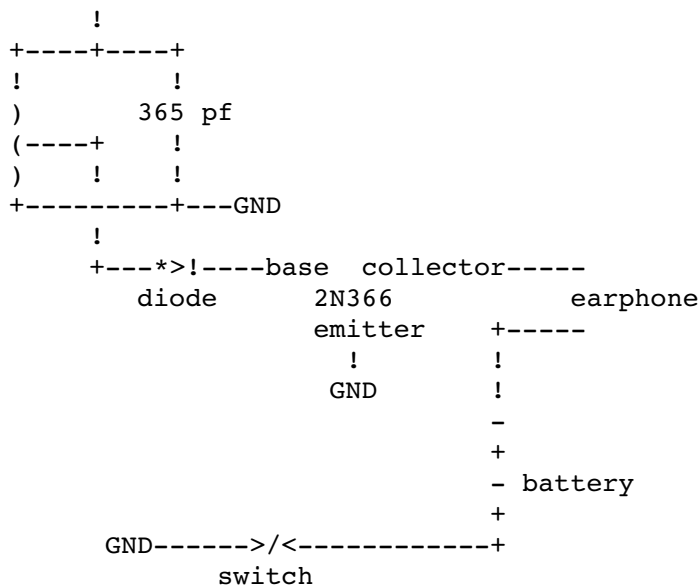 !
+----+----+
!         !
)       365 pf
(----+    !
)    !    !
+---------+---GND
!
+---*>!----base  collector-----
diode     2N366           earphone
emitter    +-----
!        !
GND       !
-
+
- battery
+
GND------>/<-------------+
switch